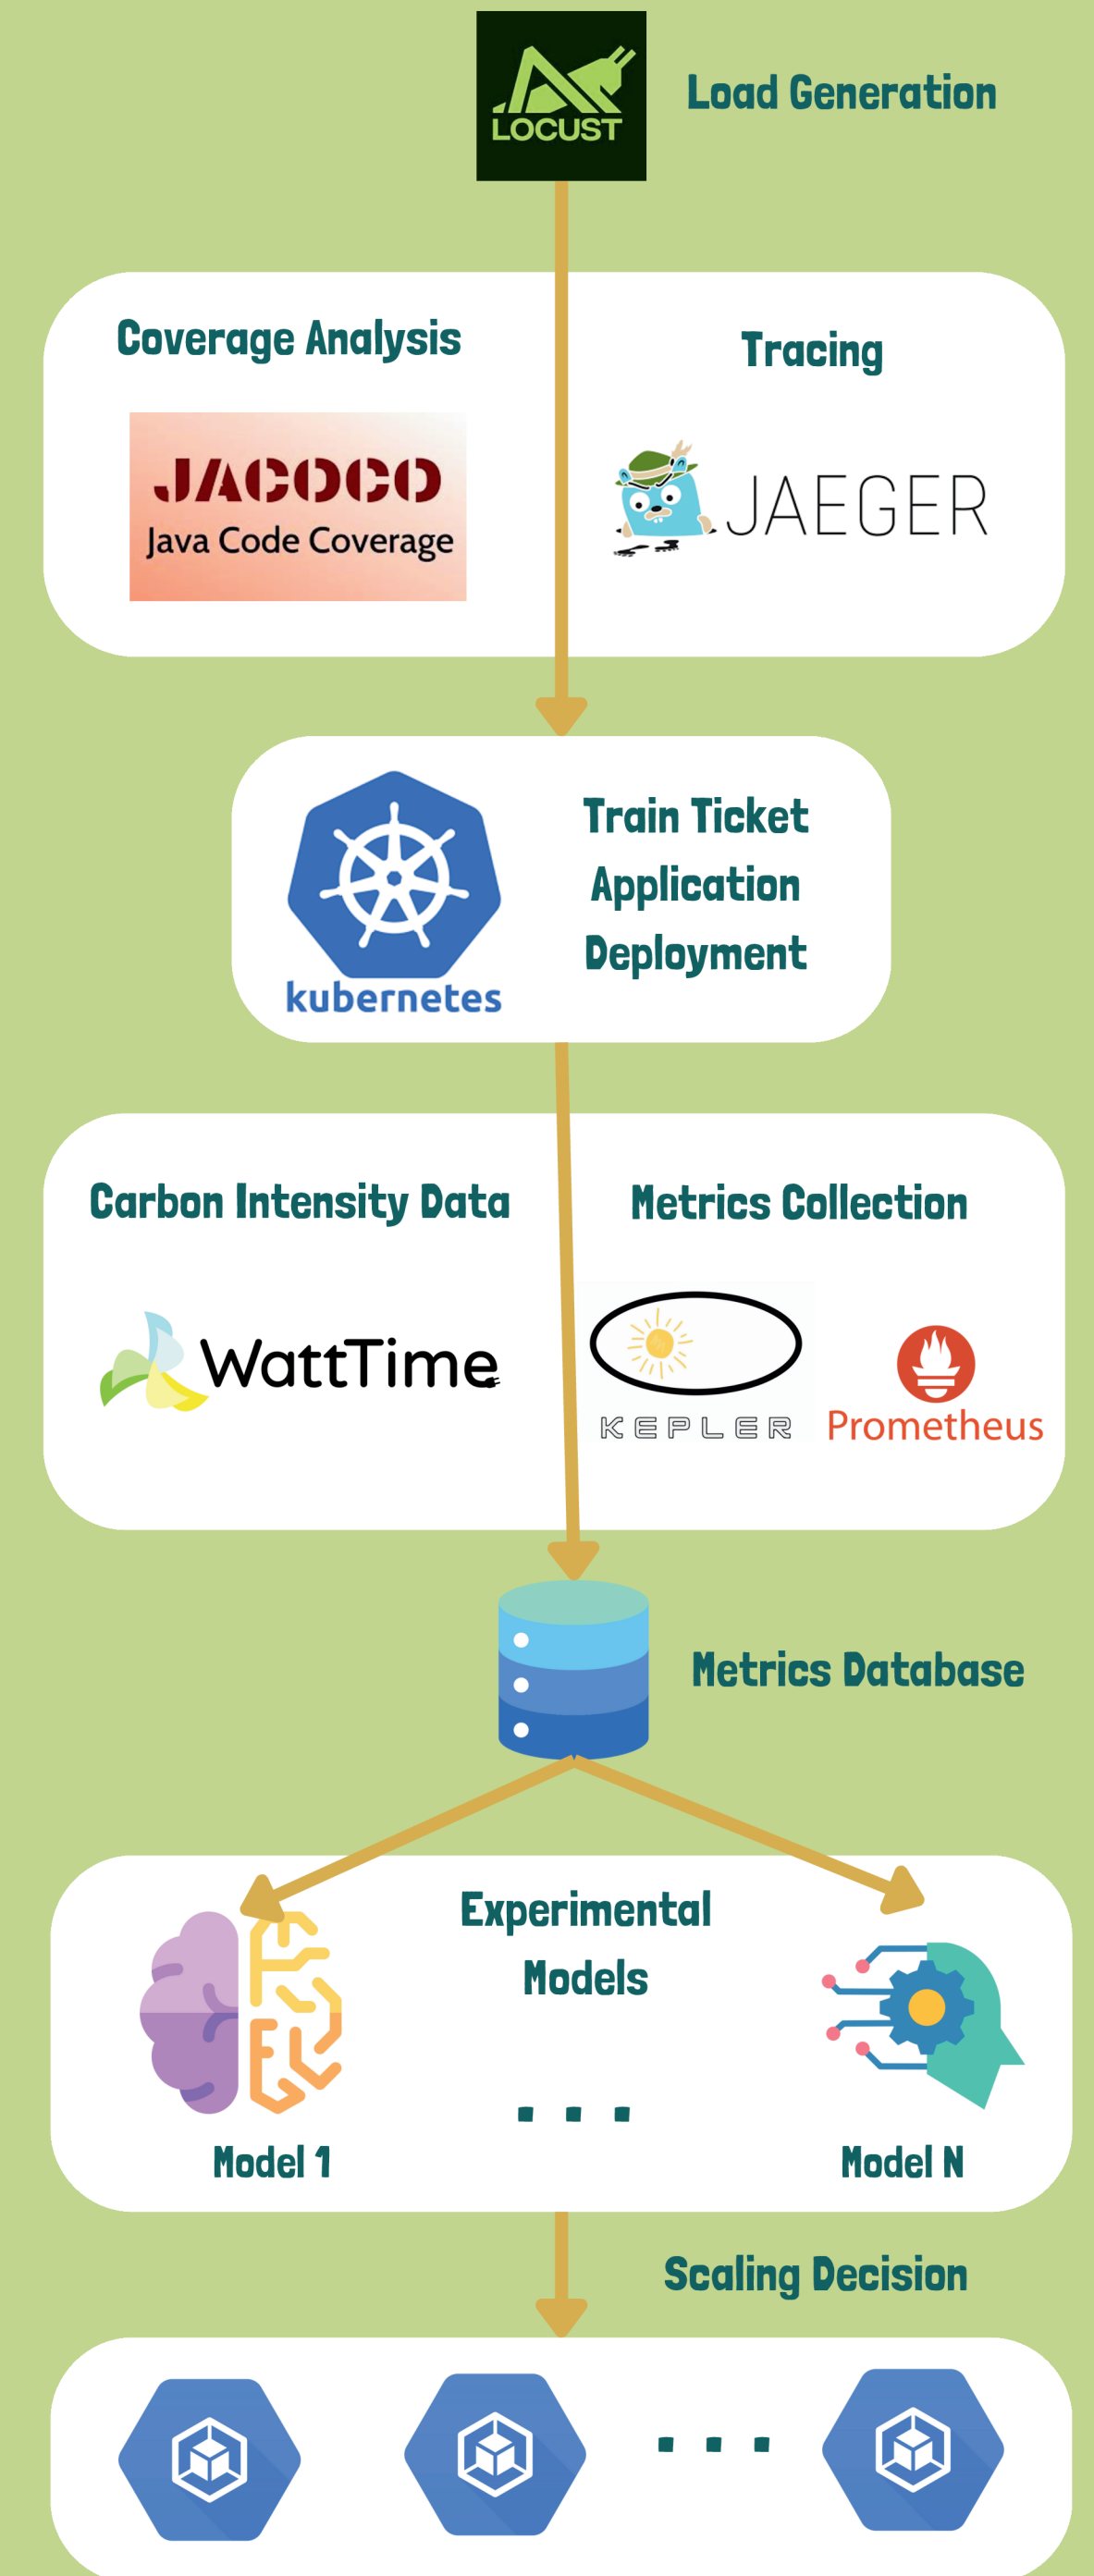 LOCUST
Load Generation
Coverage Analysis
Tracing
JACOCO
Java Code Coverage
JAEGER
Train Ticket
Application
Deployment
kubernetes
Carbon Intensity Data
Metrics Collection
WattTime
KEPLER
Prometheus
Metrics Database
Experimental
Models
...
Model 1
Model N
Scaling Decision
...